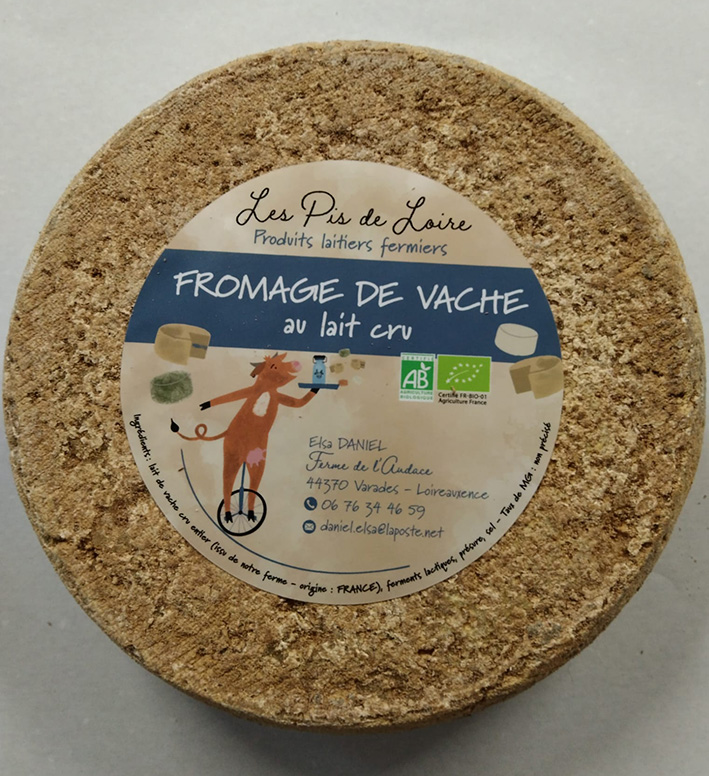 Les Pis de Loire
Produits laitiers fermiers
FROMAGE DE VACHE
au lait cru
CERTIFIÉ
AB
AGRICULTURE
BIOLOGIQUE
Certifié FR-BIO-01
Agriculture France
Elsa DANIEL
Ferme de l'Audace
44370 Varades - Loireauxence
06 76 34 46 59
daniel.elsa@laposte.net
Ingrédients : lait de vache cru entier (issu de notre ferme - origine : FRANCE), ferments lactiques, présure, sel - Taux de MG : non précisé